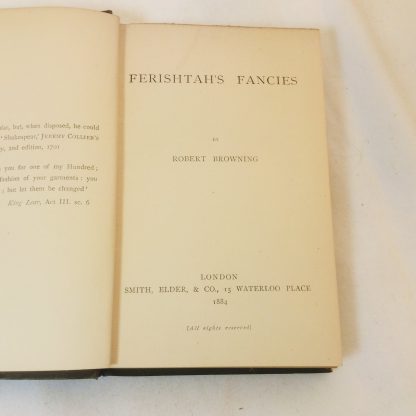 ular, but, when disposed, he could
'Shakespear,' JEREMY COLLIER'S
y, 2nd edition, 1701
you for one of my Hundred;
fashion of your garments: you
; but let them be changed"
King Lear, Act III. sc. 6
FERISHTAH'S FANCIES
BY
ROBERT BROWNING
LONDON
SMITH, ELDER, & CO., 15 WATERLOO PLACE
1884
[All rights reserved]